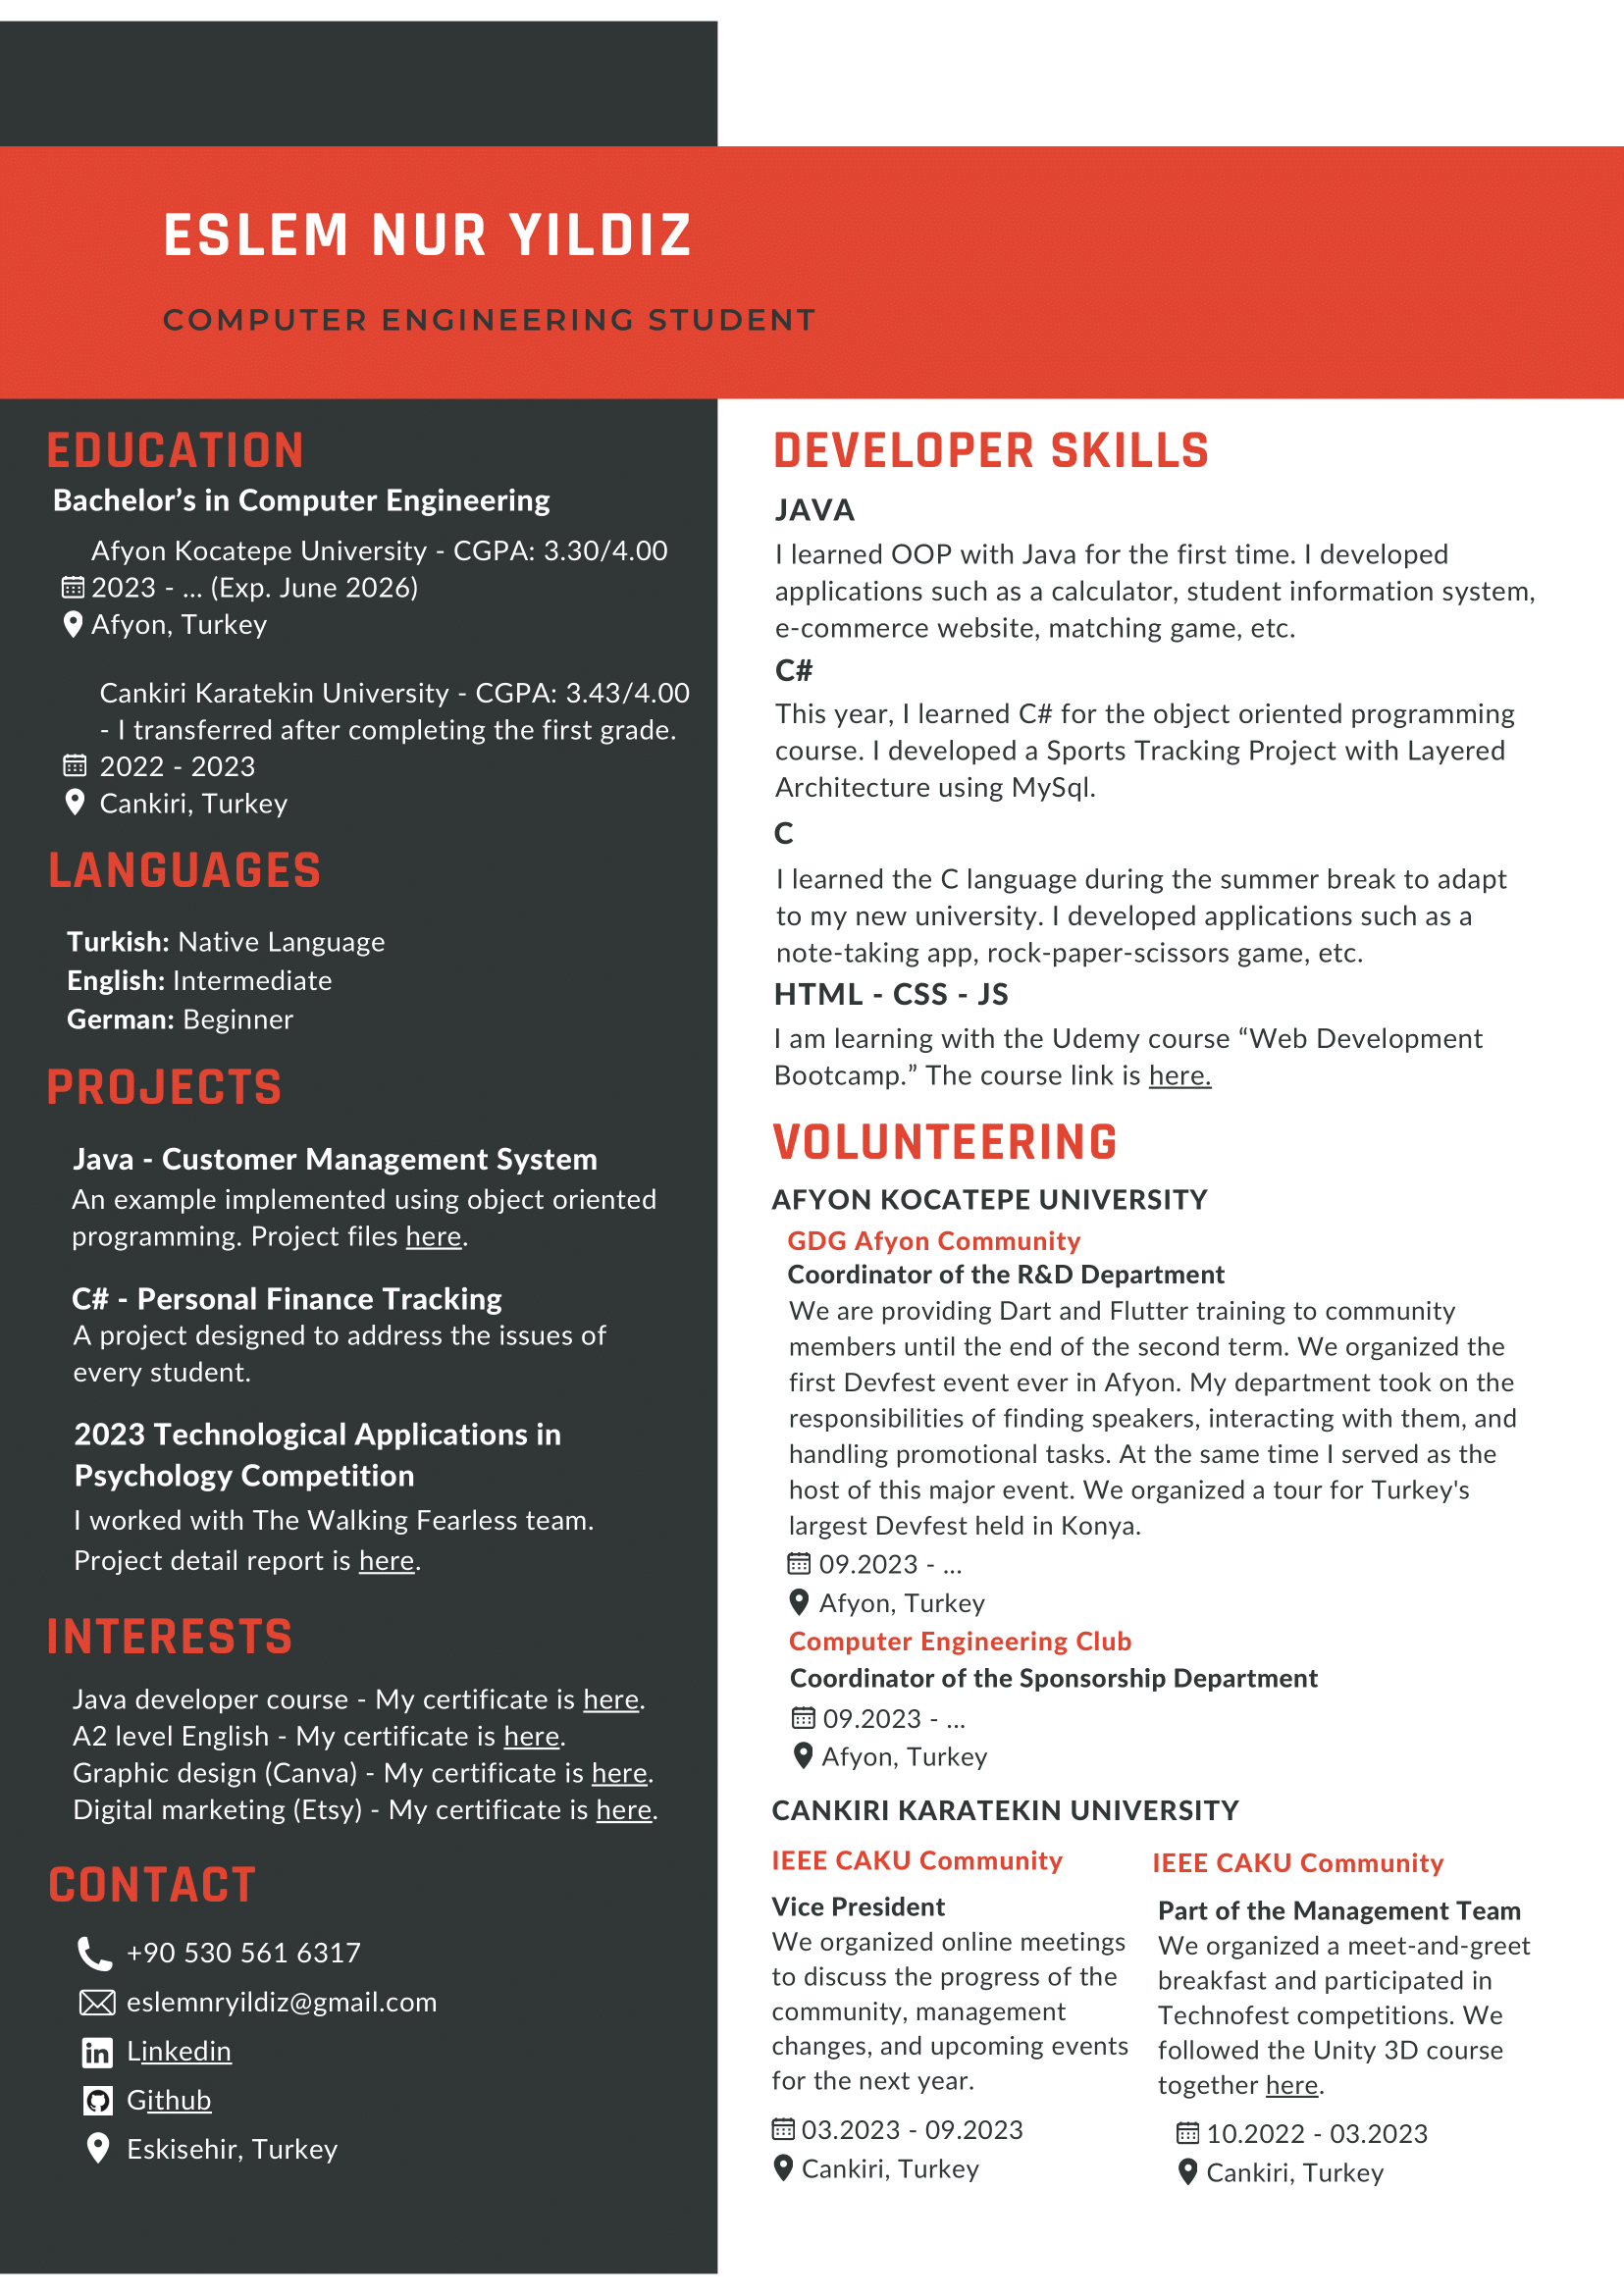 ESLEM NUR YILDIZ
COMPUTER ENGINEERING STUDENT
EDUCATION
Bachelor's in Computer Engineering
Afyon Kocatepe University - CGPA: 3.30/4.00
2023 - ... (Exp. June 2026)
Afyon, Turkey
Cankiri Karatekin University - CGPA: 3.43/4.00
- I transferred after completing the first grade.
2022 - 2023
Cankiri, Turkey
LANGUAGES
Turkish: Native Language
English: Intermediate
German: Beginner
PROJECTS
Java - Customer Management System
An example implemented using object oriented
programming. Project files here.
C# - Personal Finance Tracking
A project designed to address the issues of
every student.
2023 Technological Applications in
Psychology Competition
I worked with The Walking Fearless team.
Project detail report is here.
INTERESTS
Java developer course - My certificate is here.
A2 level English - My certificate is here.
Graphic design (Canva) - My certificate is here.
Digital marketing (Etsy) - My certificate is here.
CONTACT
+90 530 561 6317
eslemnryildiz@gmail.com
Linkedin
Github
Eskisehir, Turkey
DEVELOPER SKILLS
JAVA
I learned OOP with Java for the first time. I developed
applications such as a calculator, student information system,
e-commerce website, matching game, etc.
C#
This year, I learned C# for the object oriented programming
course. I developed a Sports Tracking Project with Layered
Architecture using MySql.
C
I learned the C language during the summer break to adapt
to my new university. I developed applications such as a
note-taking app, rock-paper-scissors game, etc.
HTML - CSS - JS
I am learning with the Udemy course “Web Development
Bootcamp.” The course link is here.
VOLUNTEERING
AFYON KOCATEPE UNIVERSITY
GDG Afyon Community
Coordinator of the R&D Department
We are providing Dart and Flutter training to community
members until the end of the second term. We organized the
first Devfest event ever in Afyon. My department took on the
responsibilities of finding speakers, interacting with them, and
handling promotional tasks. At the same time I served as the
host of this major event. We organized a tour for Turkey's
largest Devfest held in Konya.
09.2023 - ...
Afyon, Turkey
Computer Engineering Club
Coordinator of the Sponsorship Department
09.2023 - ...
Afyon, Turkey
CANKIRI KARATEKIN UNIVERSITY
IEEE CAKU Community
Vice President
We organized online meetings
to discuss the progress of the
community, management
changes, and upcoming events
for the next year.
03.2023 - 09.2023
Cankiri, Turkey
IEEE CAKU Community
Part of the Management Team
We organized a meet-and-greet
breakfast and participated in
Technofest competitions. We
followed the Unity 3D course
together here.
10.2022 - 03.2023
Cankiri, Turkey